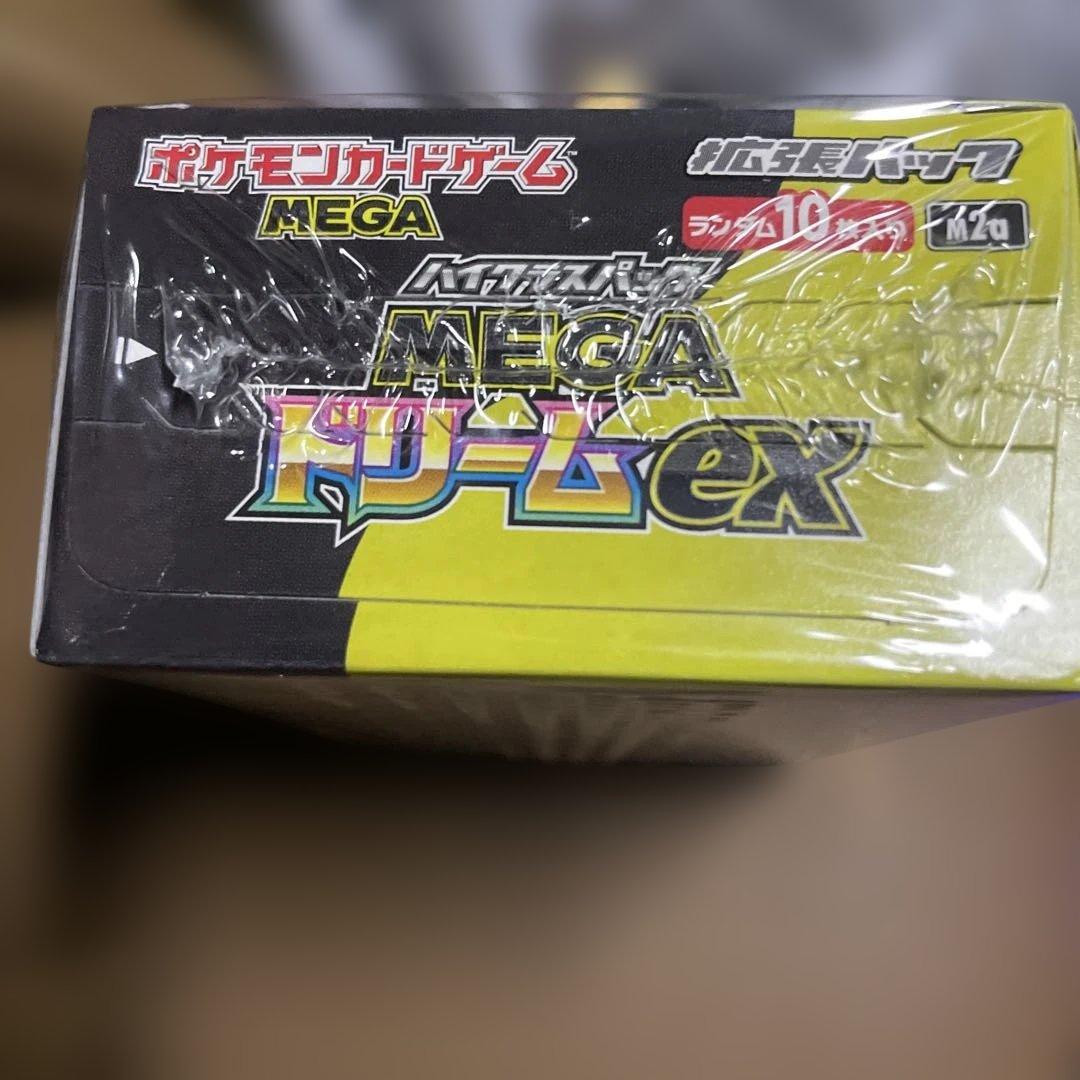 ポケモンカードゲーム™
MEGA
拡張パック
ランダム10枚入り
M2a
ハイクラスパック
MEGA
ドリームex